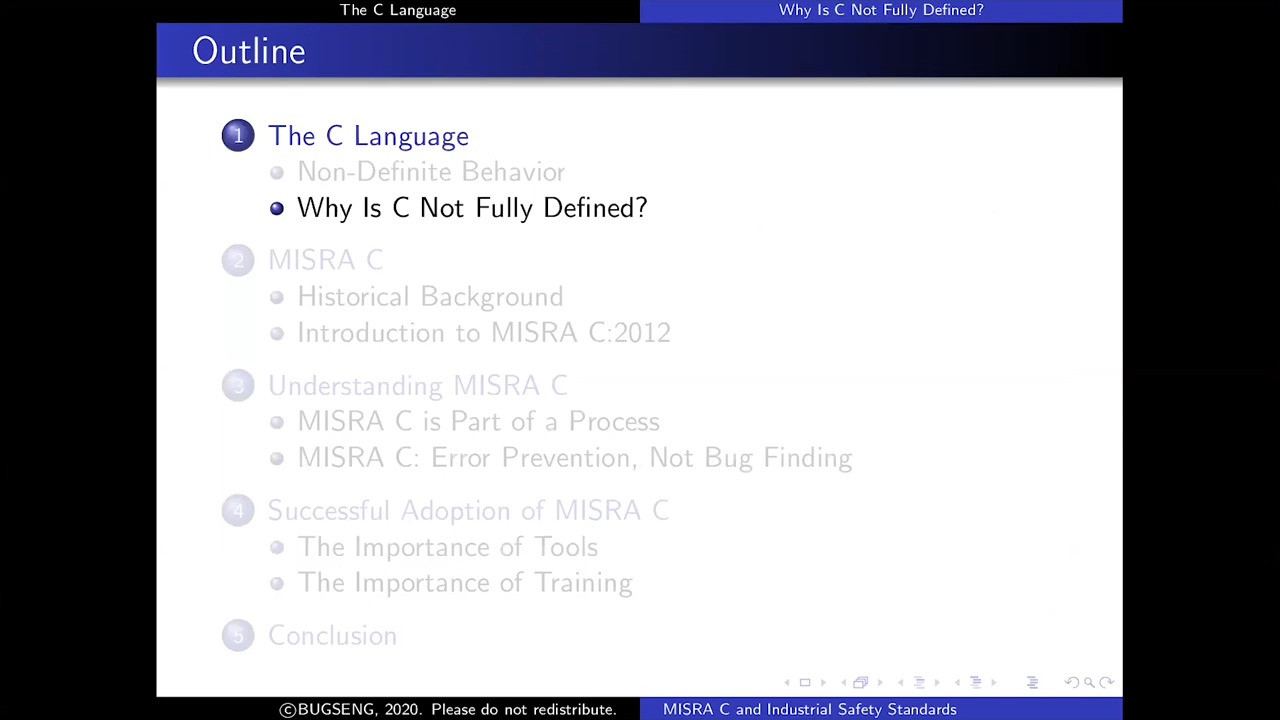 The C Language
Why Is C Not Fully Defined?
Outline
1 The C Language
Non-Definite Behavior
Why Is C Not Fully Defined?
2 MISRA C
Historical Background
Introduction to MISRA C:2012
3 Understanding MISRA C
MISRA C is Part of a Process
MISRA C: Error Prevention, Not Bug Finding
4 Successful Adoption of MISRA C
The Importance of Tools
The Importance of Training
5 Conclusion
©BUGSENG, 2020. Please do not redistribute.
MISRA C and Industrial Safety Standards